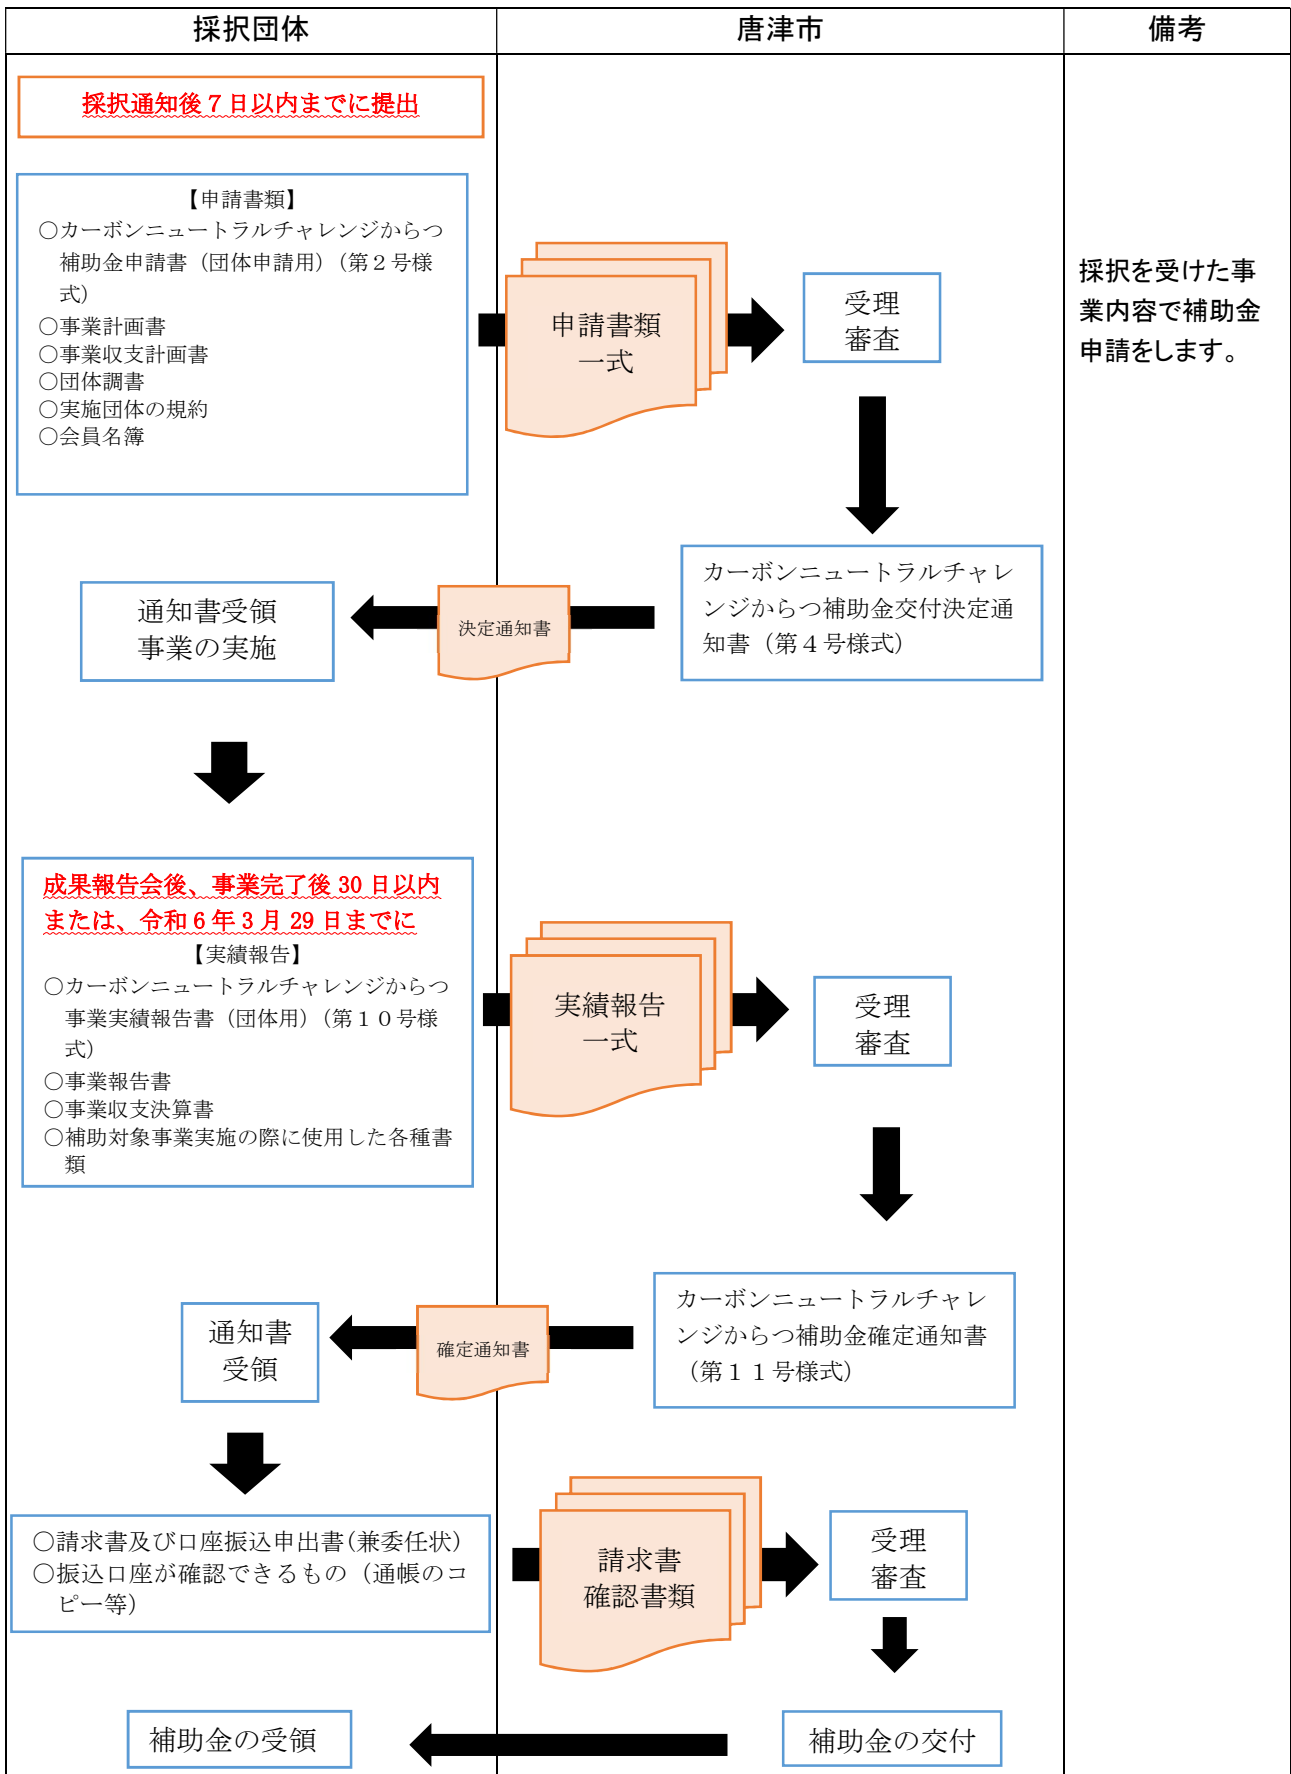 採択団体
唐津市
備考
採択通知後７日以内までに提出
【申請書類】
○カーボンニュートラルチャレンジからつ
補助金申請書（団体申請用）（第２号様
式）
○事業計画書
○事業収支計画書
○団体調書
○実施団体の規約
○会員名簿
申請書類
一式
受理
審査
採択を受けた事
業内容で補助金
申請をします。
カーボンニュートラルチャレ
ンジからつ補助金交付決定通
知書（第４号様式）
決定通知書
通知書受領
事業の実施
成果報告会後、事業完了後 30 日以内
または、令和６年３月 29 日までに
【実績報告】
○カーボンニュートラルチャレンジからつ
事業実績報告書（団体用）（第１０号様
式）
○事業報告書
○事業収支決算書
○補助対象事業実施の際に使用した各種書
類
実績報告
一式
受理
審査
カーボンニュートラルチャレ
ンジからつ補助金確定通知書
（第１１号様式）
確定通知書
通知書
受領
○請求書及び口座振込申出書(兼委任状)
○振込口座が確認できるもの（通帳のコ
ピー等）
請求書
確認書類
受理
審査
補助金の交付
補助金の受領